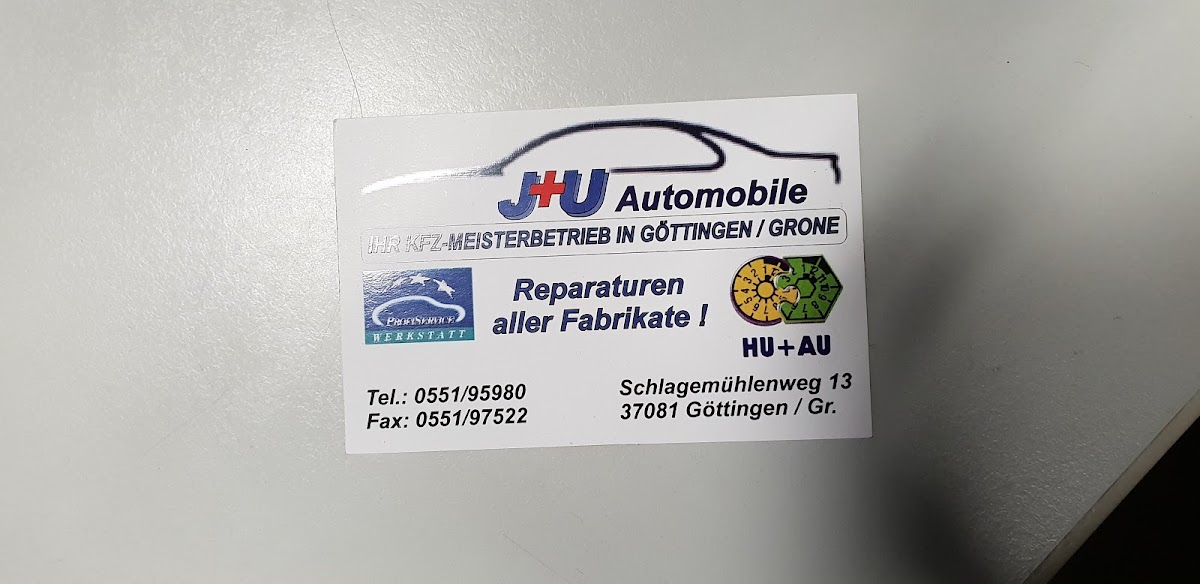 J+U Automobile
IHR KFZ-MEISTERBETRIEB IN GÖTTINGEN / GRONE
PROFISERVICE
WERKSTATT
Reparaturen
aller Fabrikate !
HU+AU
Tel.: 0551/95980
Fax: 0551/97522
Schlagemühlenweg 13
37081 Göttingen / Gr.